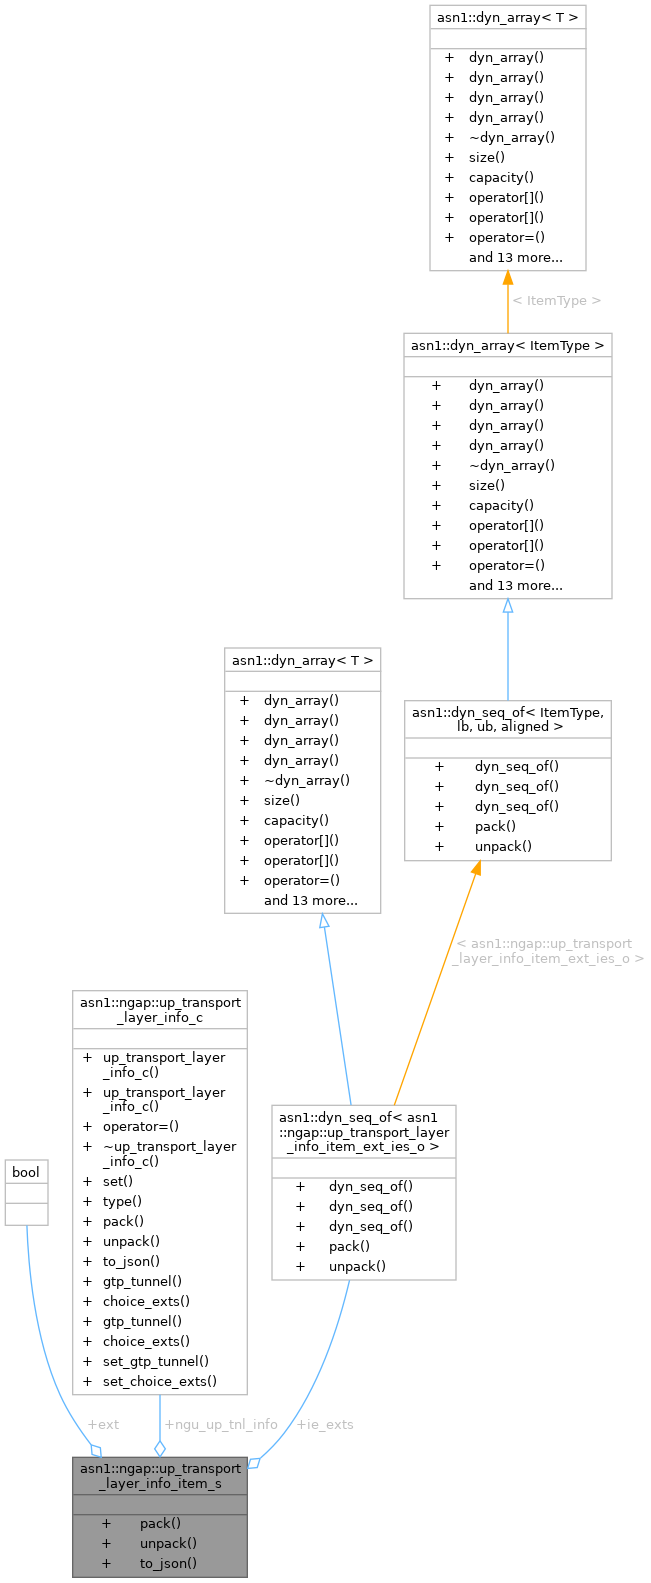 asn1::dyn_array< T >
+ dyn_array()
+ dyn_array()
+ dyn_array()
+ dyn_array()
+ ~dyn_array()
+ size()
+ capacity()
+ operator[]()
+ operator[]()
+ operator=()
and 13 more...
< ItemType >
asn1::dyn_array< ItemType >
+ dyn_array()
+ dyn_array()
+ dyn_array()
+ dyn_array()
+ ~dyn_array()
+ size()
+ capacity()
+ operator[]()
+ operator[]()
+ operator=()
and 13 more...
asn1::dyn_array< T >
+ dyn_array()
+ dyn_array()
+ dyn_array()
+ dyn_array()
+ ~dyn_array()
+ size()
+ capacity()
+ operator[]()
+ operator[]()
+ operator=()
and 13 more...
asn1::dyn_seq_of< ItemType,
lb, ub, aligned >
+ dyn_seq_of()
+ dyn_seq_of()
+ dyn_seq_of()
+ pack()
+ unpack()
< asn1::ngap::up_transport
_layer_info_item_ext_ies_o >
asn1::ngap::up_transport
_layer_info_c
+ up_transport_layer
_info_c()
+ up_transport_layer
_info_c()
+ operator=()
+ ~up_transport_layer
_info_c()
+ set()
+ type()
+ pack()
+ unpack()
+ to_json()
+ gtp_tunnel()
+ choice_exts()
+ gtp_tunnel()
+ choice_exts()
+ set_gtp_tunnel()
+ set_choice_exts()
asn1::dyn_seq_of< asn1
::ngap::up_transport_layer
_info_item_ext_ies_o >
+ dyn_seq_of()
+ dyn_seq_of()
+ dyn_seq_of()
+ pack()
+ unpack()
bool
+ext
+ngu_up_tnl_info
+ie_exts
asn1::ngap::up_transport
_layer_info_item_s
+ pack()
+ unpack()
+ to_json()